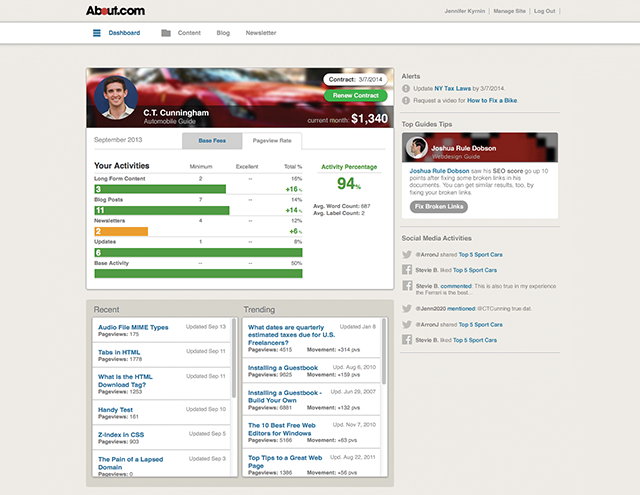 About.com
Jennifer Kyrnin | Manage Site | Log Out
Dashboard
Content
Blog
Newsletter
Contract: 3/7/2014
Renew Contract
C.T. Cunningham
Automobile Guide
current month: $1,340
September 2013
Base Fees
Pageview Rate
Your Activities Minimum Excellent Total %
Long Form Content 2 -- 16%
3 +16%
Blog Posts 7 -- 14%
11 +14%
Newsletters 4 -- 12%
2 +6%
Updates 1 -- 8%
6
Base Activity -- -- 50%
Activity Percentage
94%
Avg. Word Count: 687
Avg. Label Count: 2
Alerts
Update NY Tax Laws by 3/7/2014.
Request a video for How to Fix a Bike.
Top Guides Tips
Joshua Rule Dobson
Webdesign Guide
Joshua Rule Dobson saw his SEO score go up 10
points after fixing some broken links in his
documents. You can get similar results, too, by
fixing your broken links.
Fix Broken Links
Social Media Activities
@ArronJ shared Top 5 Sport Cars
Stevie B. liked Top 5 Sport Cars
Stevie B. commented: This is also true in my experience
the Ferrari is the best...
@Jenn2020 mentioned: @CTCunning true dat.
@ArronJ shared Top 5 Sport Cars
Stevie B. liked Top 5 Sport Cars
Recent
Audio File MIME Types Updated Sep 13
Pageviews: 175
Tabs in HTML Updated Sep 11
Pageviews: 1778
What is the HTML Updated Sep 11
Download Tag?
Pageviews: 1253
Handy Test Updated Sep 10
Pageviews: 161
Z-Index in CSS Updated Sep 5
Pageviews: 903
The Pain of a Lapsed Updated Sep 3
Domain
Pageviews: 0
Trending
What dates are quarterly Updated Jan 8
estimated taxes due for U.S.
Freelancers?
Pageviews: 4515 Movement: +314 pvs
Installing a Guestbook Upd. Aug 6, 2010
Pageviews: 9625 Movement: +159 pvs
Installing a Guestbook - Upd. Jun 29, 2007
Build Your Own
Pageviews: 6881 Movement: +132 pvs
The 10 Best Free Web Upd. Nov 7, 2010
Editors for Windows
Pageviews: 5166 Movement: +63 pvs
Top Tips to a Great Web Upd. Aug 22, 2011
Page
Pageviews: 1386 Movement: +56 pvs